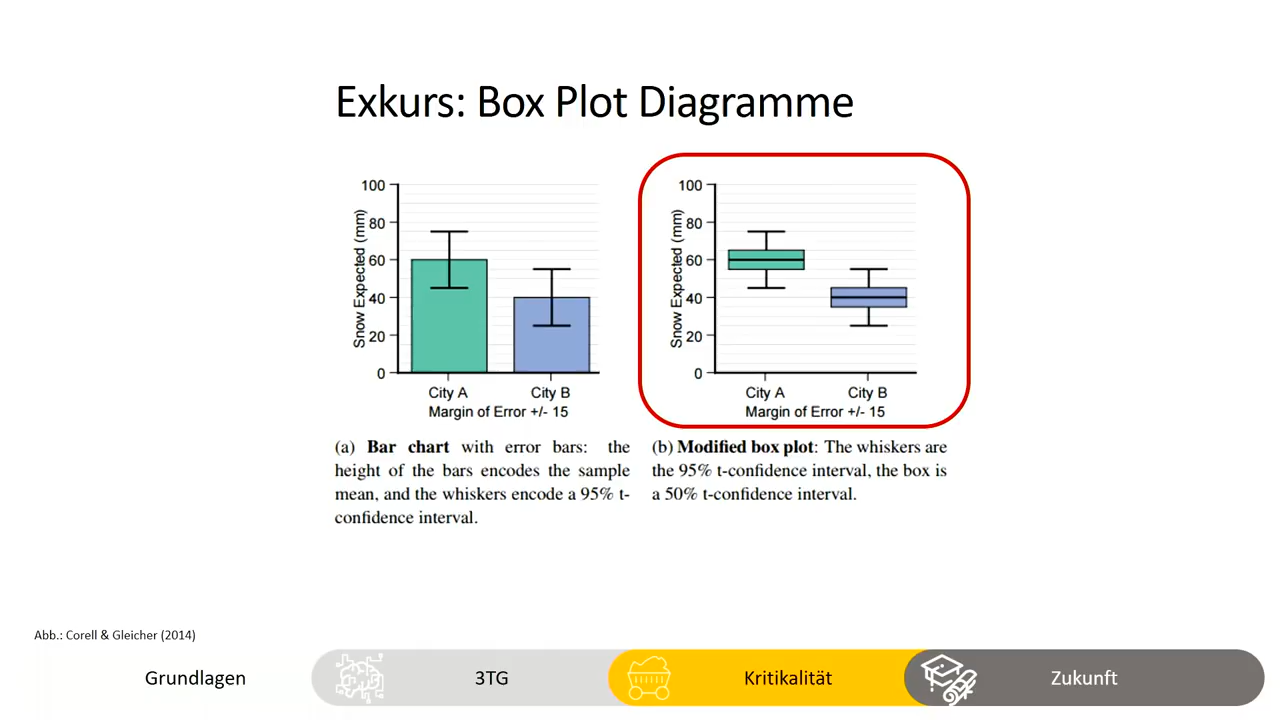 Exkurs: Box Plot Diagramme
100
80
60
40
20
0
Snow Expected (mm)
City A
City B
Margin of Error +/- 15
100
80
60
40
20
0
Snow Expected (mm)
City A
City B
Margin of Error +/- 15
(a) Bar chart with error bars: the
height of the bars encodes the sample
mean, and the whiskers encode a 95% t-
confidence interval.
(b) Modified box plot: The whiskers are
the 95% t-confidence interval, the box is
a 50% t-confidence interval.
Abb.: Corell & Gleicher (2014)
Grundlagen
3TG
Kritikalität
Zukunft